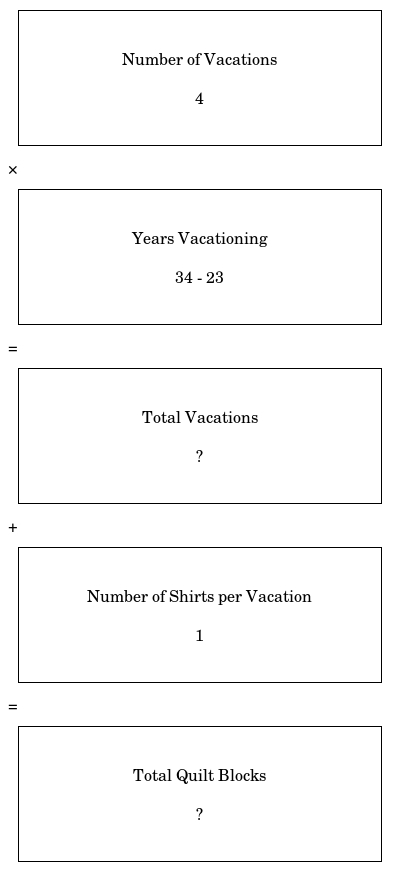 Number of Vacations
4
×
Years Vacationing
34 - 23
=
Total Vacations
?
+
Number of Shirts per Vacation
1
=
Total Quilt Blocks
?